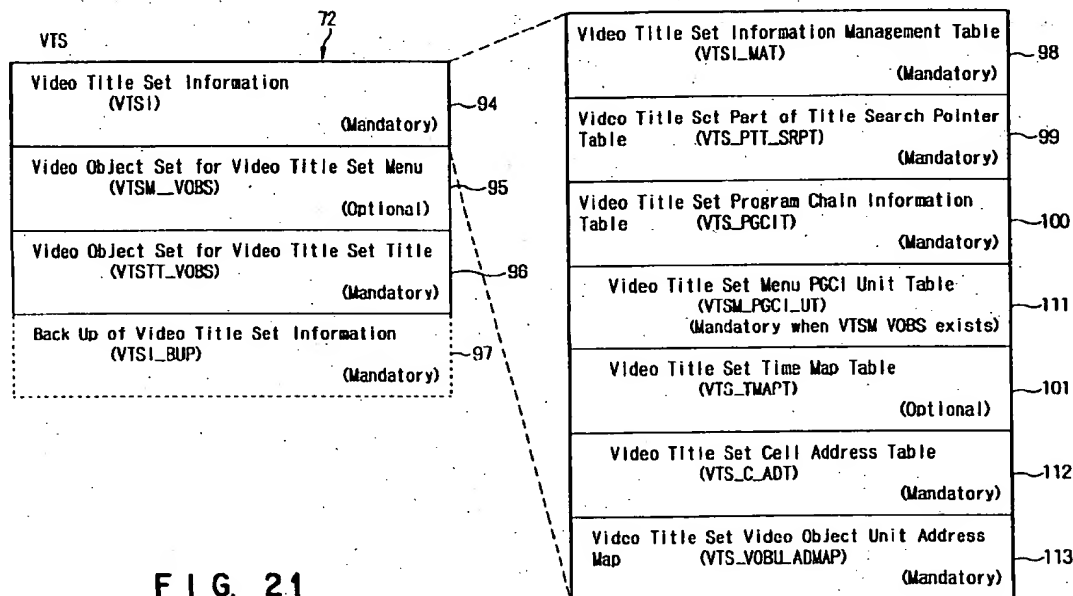 VTS
72
Video Title Set Information
(VTSI)
(Mandatory)
94
Video Object Set for Video Title Set Menu
(VTSM__VOBS)
(Optional)
95
Video Object Set for Video Title Set Title
(VTSTT_VOBS)
(Mandatory)
96
Back Up of Video Title Set Information
(VTSI_BUP)
(Mandatory)
97
Video Title Set Information Management Table
(VTSI_MAT)
(Mandatory)
98
Video Title Set Part of Title Search Pointer
Table (VTS_PTT_SRPT)
(Mandatory)
99
Video Title Set Program Chain Information
Table (VTS_PGCIT)
(Mandatory)
100
Video Title Set Menu PGCI Unit Table
(VTSM_PGCI_UT)
(Mandatory when VTSM VOBS exists)
111
Video Title Set Time Map Table
(VTS_TMAPT)
(Optional)
101
Video Title Set Cell Address Table
(VTS_C_ADT)
(Mandatory)
112
Video Title Set Video Object Unit Address
Map (VTS_VOBU_ADMAP)
(Mandatory)
113
FIG. 21